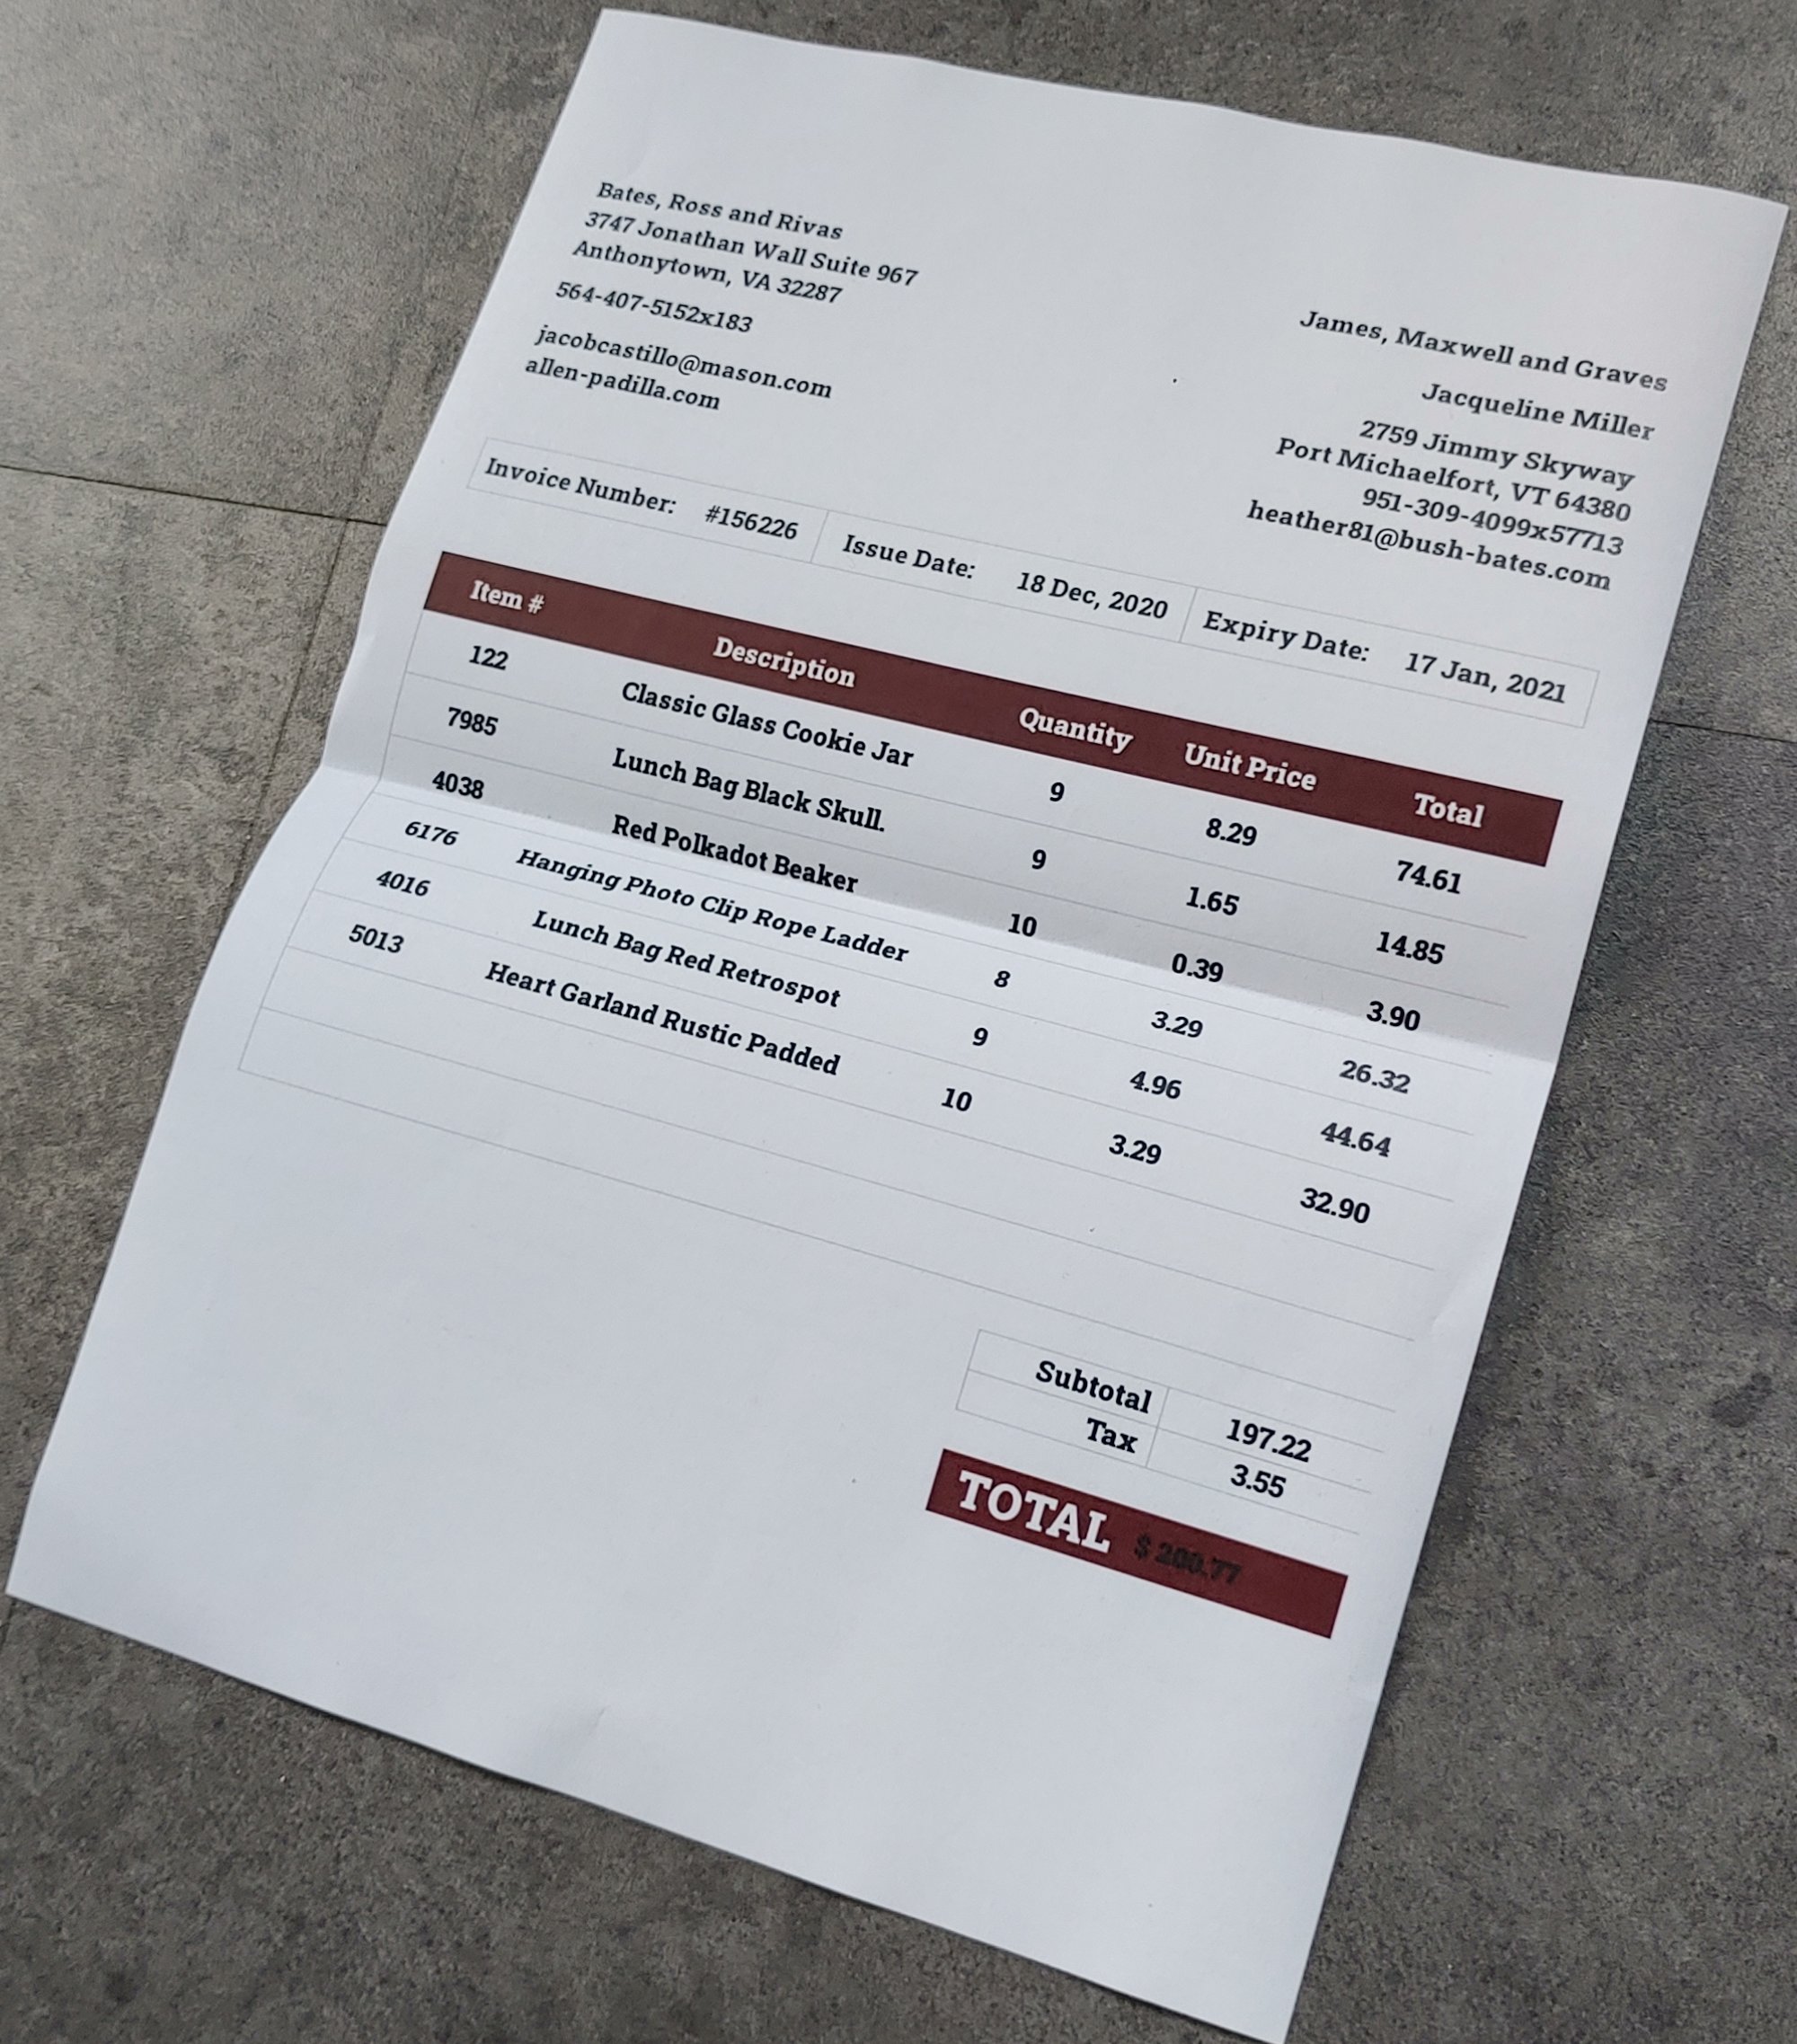 Bates, Ross and Rivas
3747 Jonathan Wall Suite 967
Anthonytown, VA 32287
564-407-5152x183
jacobcastillo@mason.com
allen-padilla.com
James, Maxwell and Graves
Jacqueline Miller
2759 Jimmy Skyway
Port Michaelfort, VT 64380
951-309-4099x57713
heather81@bush-bates.com
Invoice Number: #156226 Issue Date: 18 Dec, 2020 Expiry Date: 17 Jan, 2021
Item # Description Quantity Unit Price Total
122 Classic Glass Cookie Jar 9 8.29 74.61
7985 Lunch Bag Black Skull. 9 1.65 14.85
4038 Red Polkadot Beaker 10 0.39 3.90
6176 Hanging Photo Clip Rope Ladder 8 3.29 26.32
4016 Lunch Bag Red Retrospot 9 4.96 44.64
5013 Heart Garland Rustic Padded 10 3.29 32.90
Subtotal 197.22
Tax 3.55
TOTAL $ 200.77